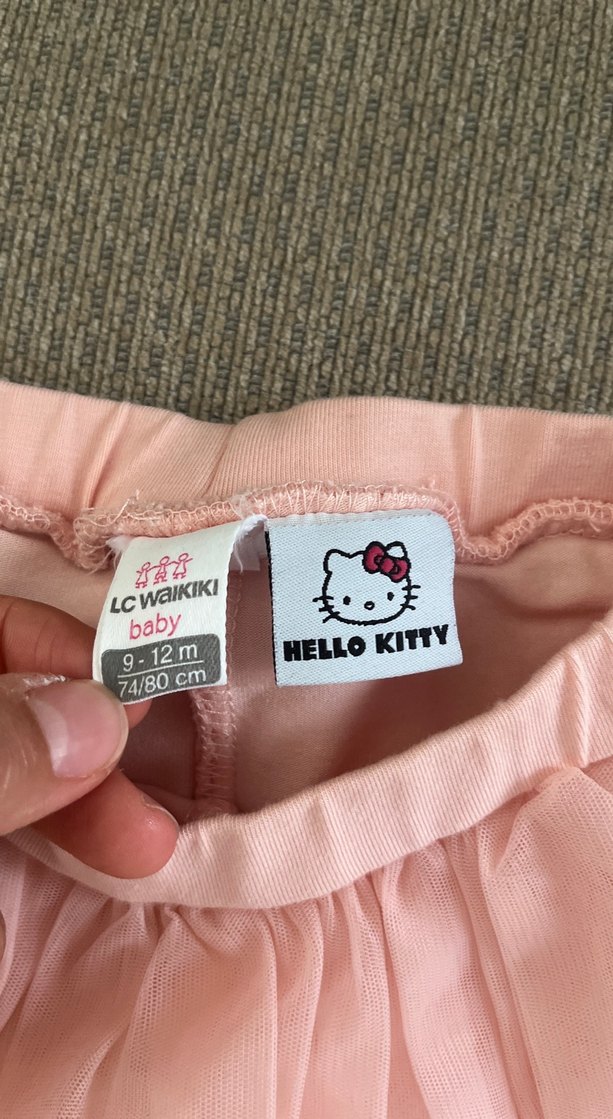 LC WAIKIKI
baby
9 - 12 m
74/80 cm
HELLO KITTY